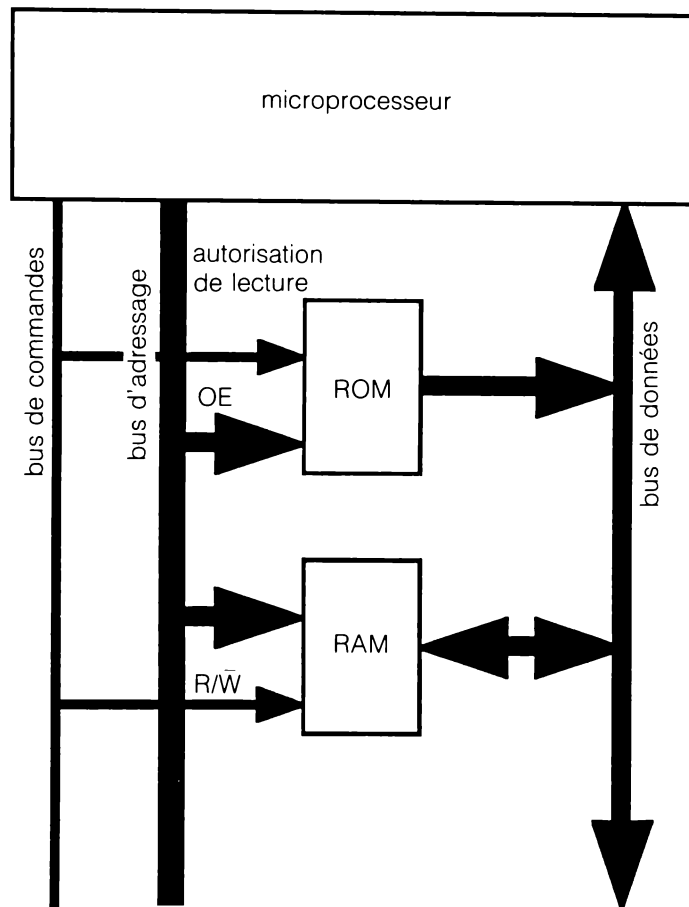 microprocesseur
autorisation
de lecture
bus de commandes
bus d'adressage
OE
ROM
bus de données
RAM
R/W̄